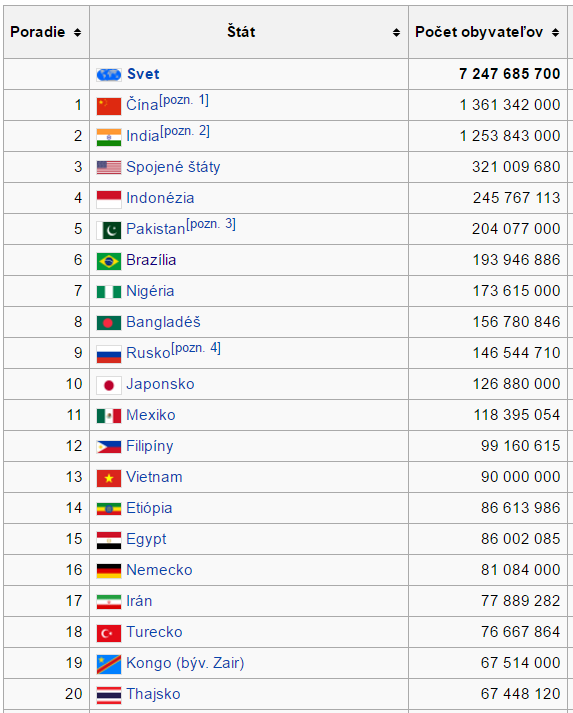 Poradie Štát Počet obyvateľov
Svet 7 247 685 700
1 Čína[pozn. 1] 1 361 342 000
2 India[pozn. 2] 1 253 843 000
3 Spojené štáty 321 009 680
4 Indonézia 245 767 113
5 Pakistan[pozn. 3] 204 077 000
6 Brazília 193 946 886
7 Nigéria 173 615 000
8 Bangladéš 156 780 846
9 Rusko[pozn. 4] 146 544 710
10 Japonsko 126 880 000
11 Mexiko 118 395 054
12 Filipíny 99 160 615
13 Vietnam 90 000 000
14 Etiópia 86 613 986
15 Egypt 86 002 085
16 Nemecko 81 084 000
17 Irán 77 889 282
18 Turecko 76 667 864
19 Kongo (býv. Zair) 67 514 000
20 Thajsko 67 448 120